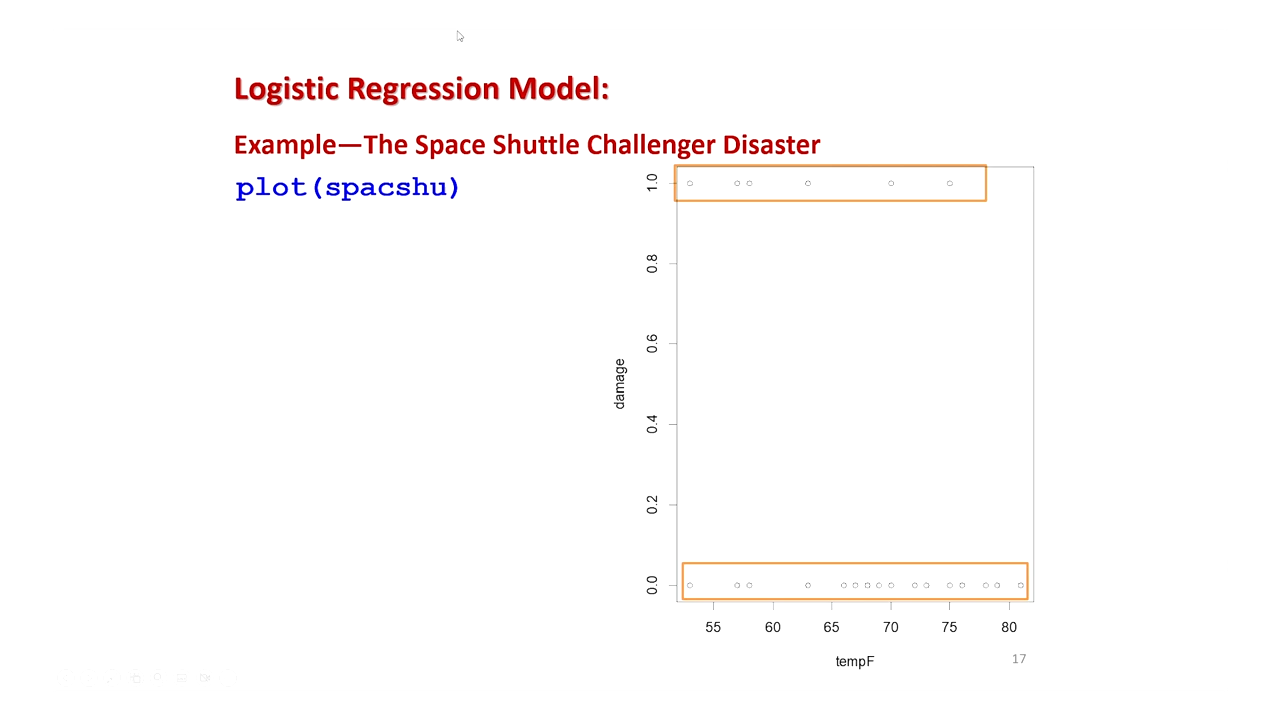 Logistic Regression Model:
Example—The Space Shuttle Challenger Disaster
plot(spacshu)
1.0
0.8
0.6
0.4
0.2
0.0
damage
55 60 65 70 75 80
tempF
17